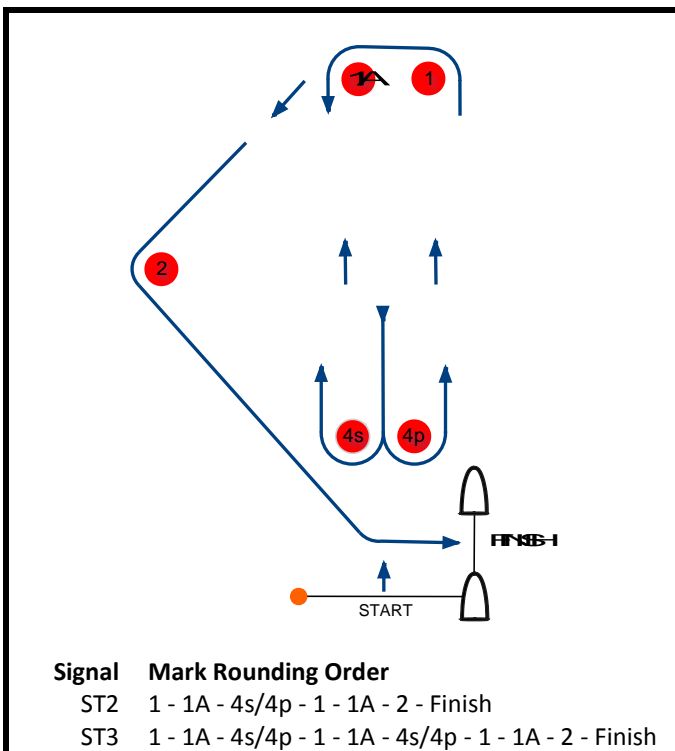 1A 1
2
4s 4p
FINISH
START
Signal Mark Rounding Order
ST2 1 - 1A - 4s/4p - 1 - 1A - 2 - Finish
ST3 1 - 1A - 4s/4p - 1 - 1A - 4s/4p - 1 - 1A - 2 - Finish